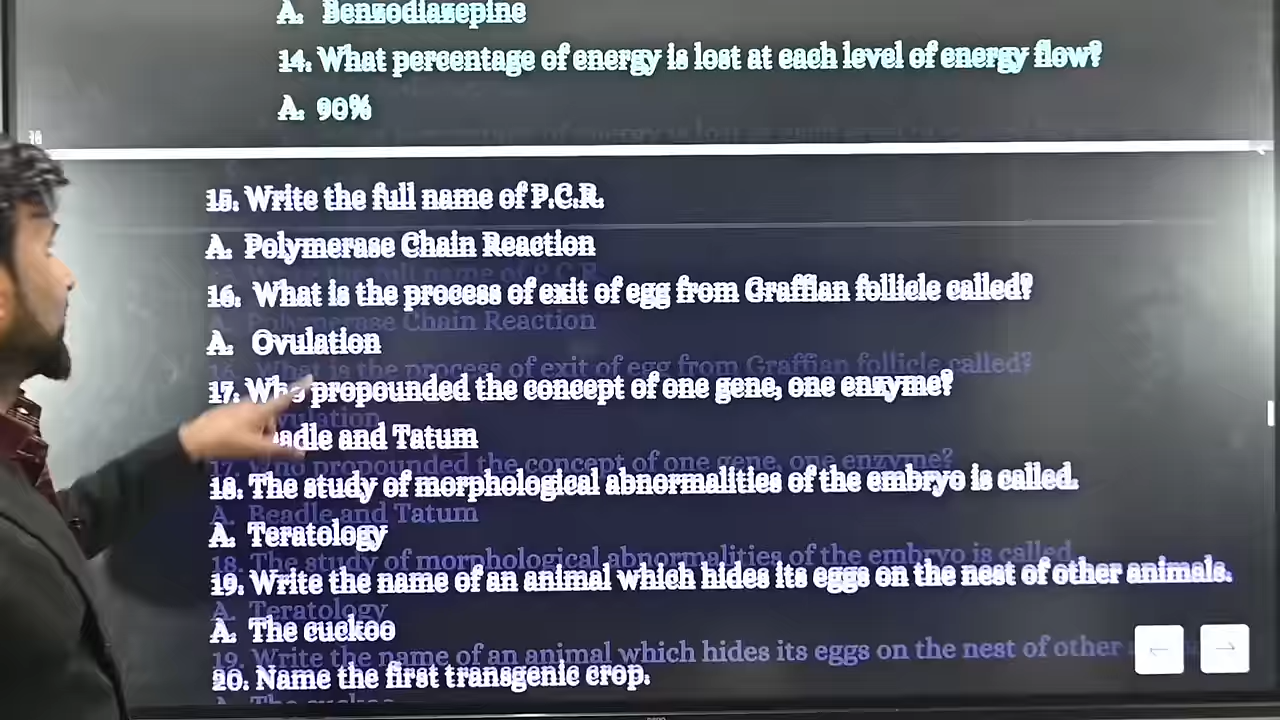 A. Benzodiazepine
14. What percentage of energy is lost at each level of energy flow?
A. 90%
15. Write the full name of P.C.R.
A. Polymerase Chain Reaction
16. What is the process of exit of egg from Graffian follicle called?
A. Ovulation
17. Who propounded the concept of one gene, one enzyme?
eadle and Tatum
18. The study of morphological abnormalities of the embryo is called.
A. Teratology
19. Write the name of an animal which hides its eggs on the nest of other animals.
A. The cuckoo
20. Name the first transgenic crop.